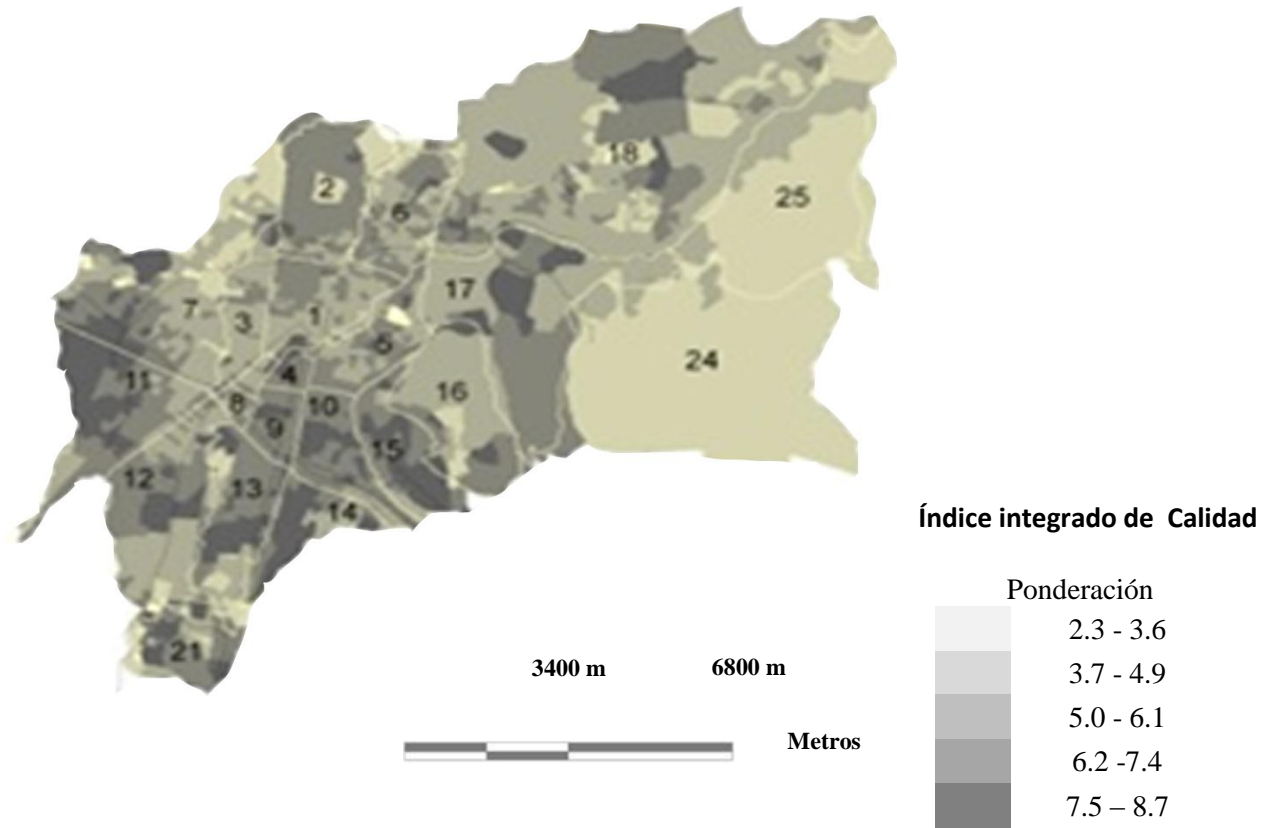 18
2
25
6
17
7
3
1
5
24
4
11
16
8
10
9
15
12
13
14
21
Índice integrado de Calidad
Ponderación
2.3 - 3.6
3.7 - 4.9
5.0 - 6.1
6.2 -7.4
7.5 – 8.7
3400 m 6800 m
Metros